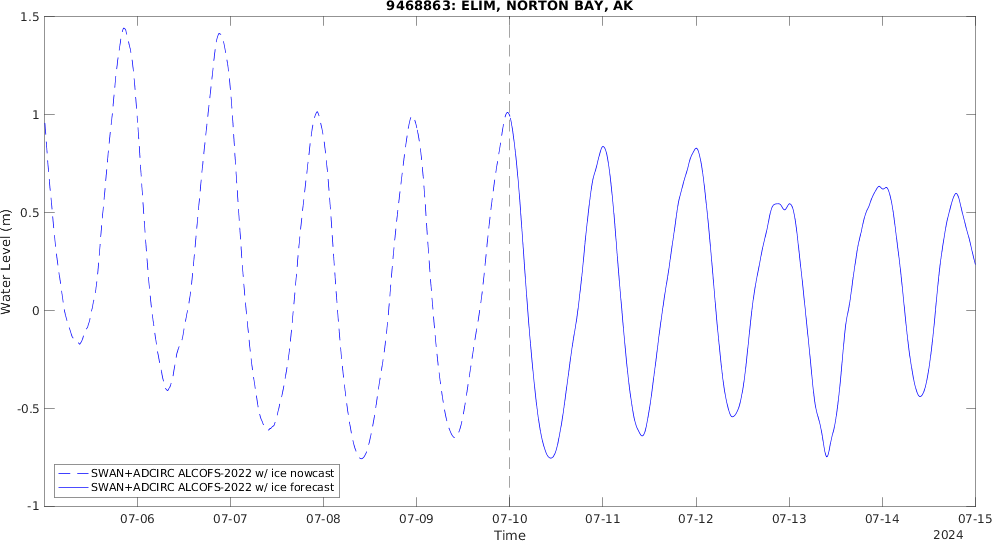 9468863: ELIM, NORTON BAY, AK
1.5
1
0.5
0
-0.5
-1
Water Level (m)
SWAN+ADCIRC ALCOFS-2022 w/ ice nowcast
SWAN+ADCIRC ALCOFS-2022 w/ ice forecast
07-06 07-07 07-08 07-09 07-10 07-11 07-12 07-13 07-14 07-15
Time
2024